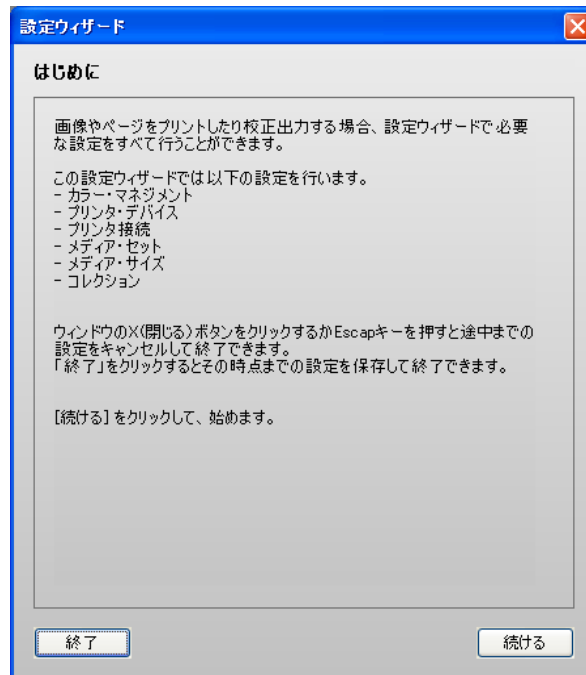 設定ウィザード
はじめに
画像やページをプリントしたり校正出力する場合、設定ウィザードで必要
な設定をすべて行うことができます。
この設定ウィザードでは以下の設定を行います。
- カラー・マネジメント
- プリンタ・デバイス
- プリンタ接続
- メディア・セット
- メディア・サイズ
- コレクション
ウィンドウのX(閉じる)ボタンをクリックするかEscapキーを押すと途中までの
設定をキャンセルして終了できます。
「終了」をクリックするとその時点までの設定を保存して終了できます。
[続ける]をクリックして、始めます。
終了
続ける